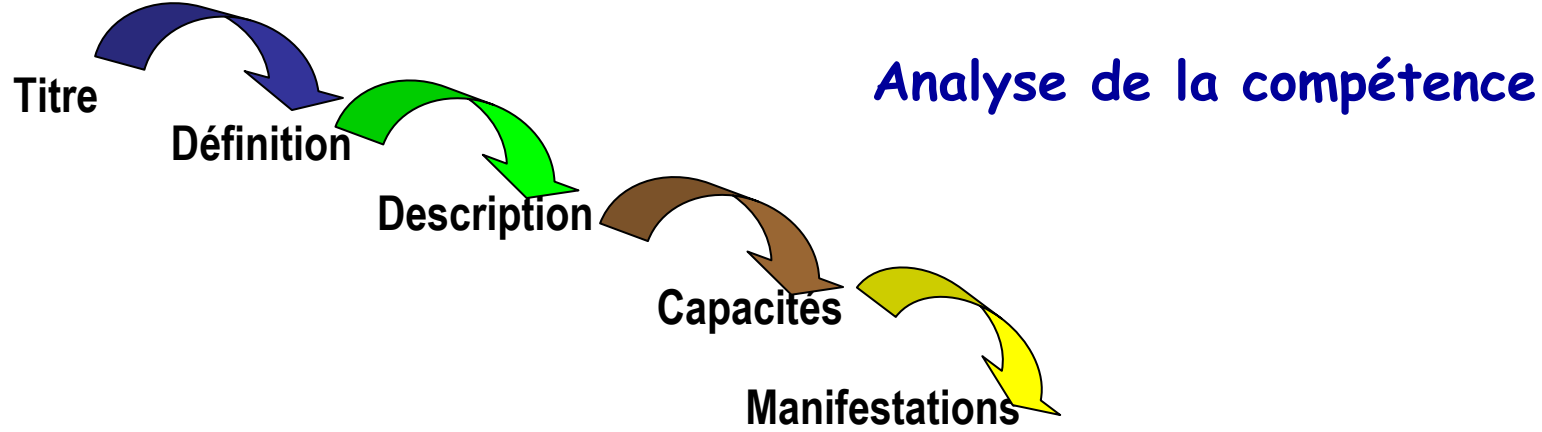 Analyse de la compétence
Titre
Définition
Description
Capacités
Manifestations